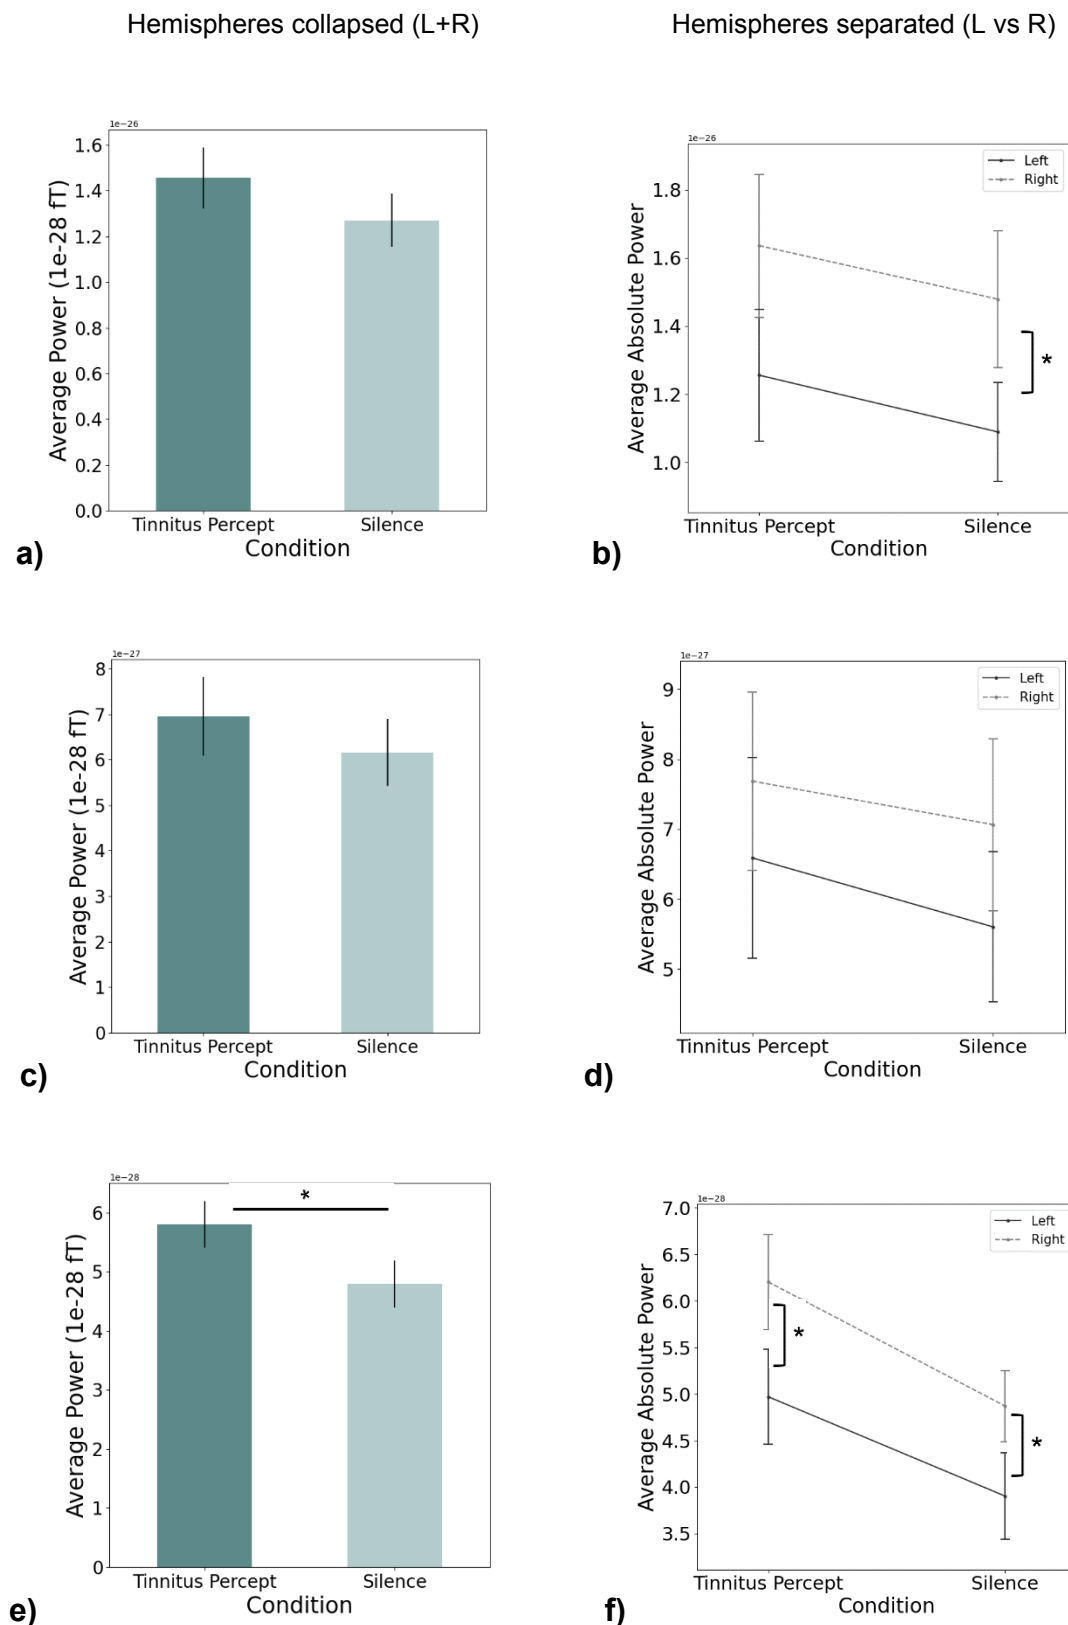 Hemispheres collapsed (L+R)
Hemispheres separated (L vs R)
1e−26
Average Power (1e-28 fT)
1.6
1.4
1.2
1.0
0.8
0.6
0.4
0.2
0.0
Tinnitus Percept
Silence
Condition
a)
1e−26
Average Absolute Power
1.8
1.6
1.4
1.2
1.0
Left
Right
*
Tinnitus Percept
Silence
Condition
b)
1e−27
Average Power (1e-28 fT)
8
7
6
5
4
3
2
1
0
Tinnitus Percept
Silence
Condition
c)
1e−27
Average Absolute Power
9
8
7
6
5
Left
Right
Tinnitus Percept
Silence
Condition
d)
1e−28
Average Power (1e-28 fT)
6
5
4
3
2
1
0
*
Tinnitus Percept
Silence
Condition
e)
1e−28
Average Absolute Power
7.0
6.5
6.0
5.5
5.0
4.5
4.0
3.5
Left
Right
*
*
Tinnitus Percept
Silence
Condition
f)